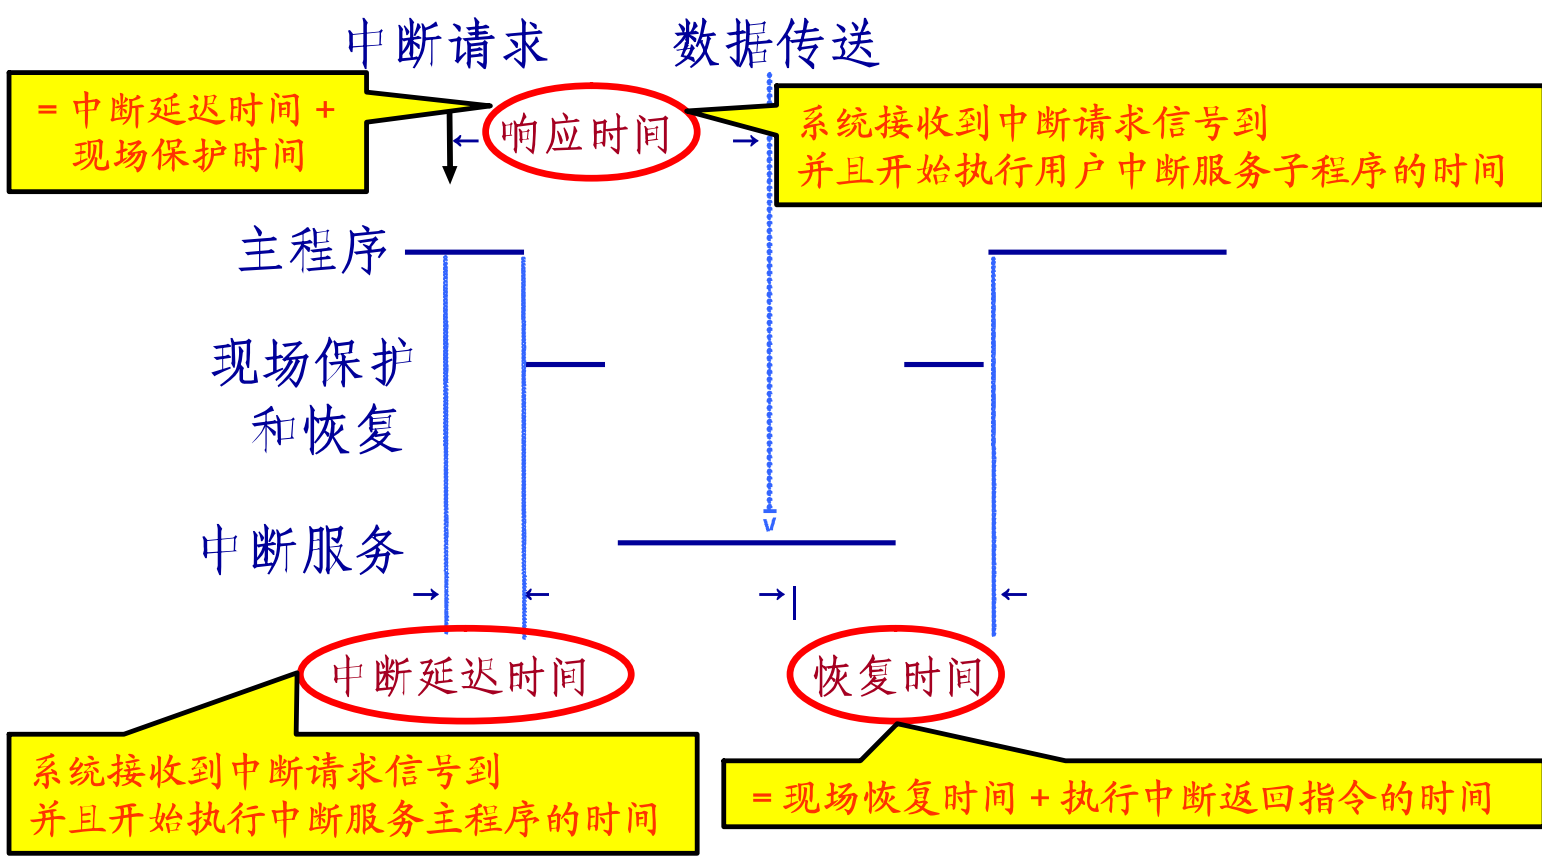 中断请求
数据传送
=中断延迟时间+
现场保护时间
响应时间
系统接收到中断请求信号到
并且开始执行用户中断服务子程序的时间
主程序
现场保护
和恢复
中断服务
中断延迟时间
恢复时间
系统接收到中断请求信号到
并且开始执行中断服务主程序的时间
=现场恢复时间+执行中断返回指令的时间